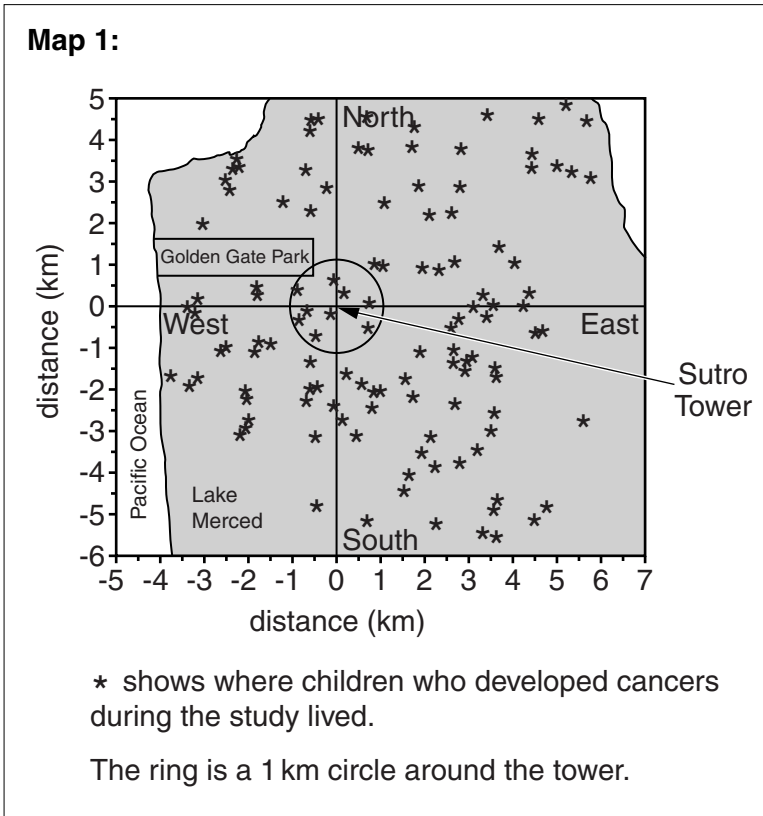 Map 1:
5
4
3
2
1
0
-1
-2
-3
-4
-5
-6
distance (km)
North
Golden Gate Park
West
East
Sutro
Tower
Pacific Ocean
Lake
Merced
South
-5 -4 -3 -2 -1 0 1 2 3 4 5 6 7
distance (km)
* shows where children who developed cancers
during the study lived.
The ring is a 1 km circle around the tower.